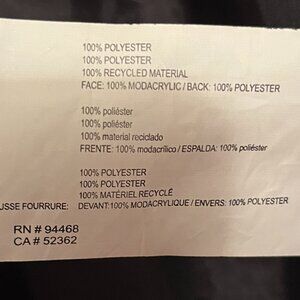 100% POLYESTER
100% POLYESTER
100% RECYCLED MATERIAL
FACE: 100% MODACRYLIC / BACK: 100% POLYESTER
100% poliéster
100% poliéster
100% material reciclado
FRENTE: 100% modacrílico / ESPALDA: 100% poliéster
100% POLYESTER
100% POLYESTER
100% MATÉRIEL RECYCLÉ
USSE FOURRURE: DEVANT:100% MODACRYLIQUE / ENVERS: 100% POLYESTER
RN # 94468
CA # 52362